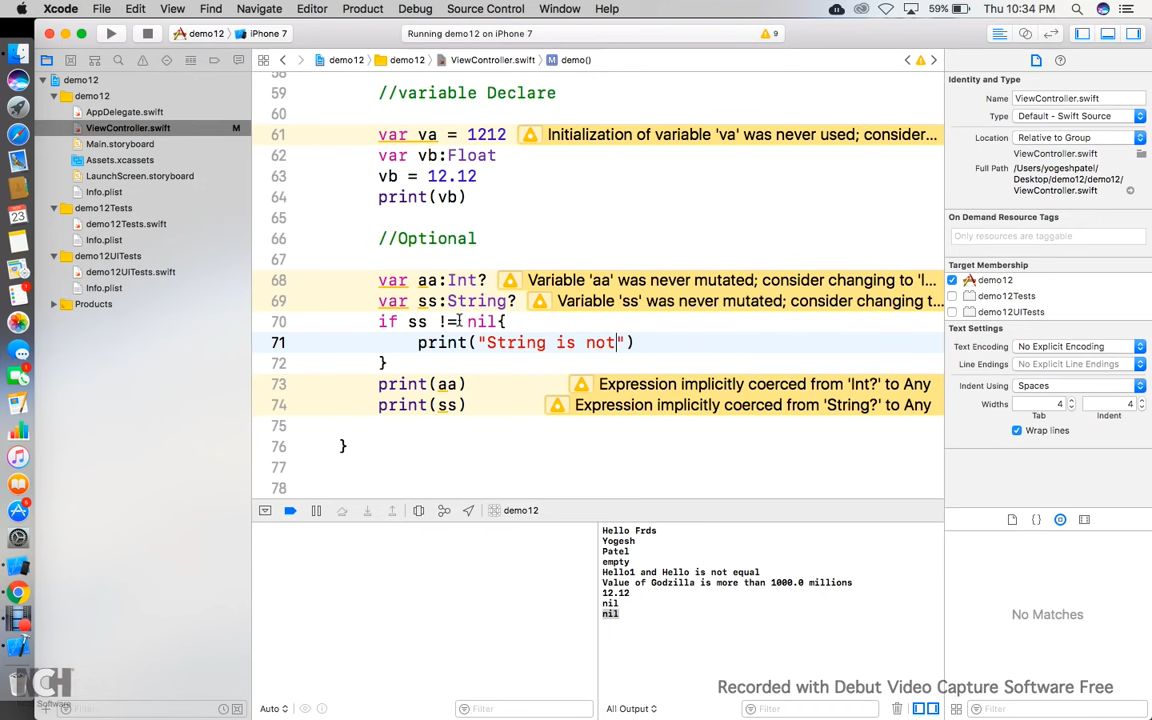 Xcode File Edit View Find Navigate Editor Product Debug Source Control Window Help 59% Thu 10:34 PM
demo12 iPhone 7 Running demo12 on iPhone 7 9
demo12 demo12 ViewController.swift M demo()
demo12
demo12
AppDelegate.swift
ViewController.swift M
Main.storyboard
Assets.xcassets
LaunchScreen.storyboard
Info.plist
demo12Tests
demo12Tests.swift
Info.plist
demo12UITests
demo12UITests.swift
Info.plist
Products
Filter
58
59 //variable Declare
60
61 var va = 1212 Initialization of variable 'va' was never used; consider...
62 var vb:Float
63 vb = 12.12
64 print(vb)
65
66 //Optional
67
68 var aa:Int? Variable 'aa' was never mutated; consider changing to 'l...
69 var ss:String? Variable 'ss' was never mutated; consider changing t...
70 if ss != nil{
71 print("String is not")
72 }
73 print(aa) Expression implicitly coerced from 'Int?' to Any
74 print(ss) Expression implicitly coerced from 'String?' to Any
75
76 }
77
78
demo12
Hello Frds
Yogesh
Patel
empty
Hello1 and Hello is not equal
Value of Godzilla is more than 1000.0 millions
12.12
nil
nil
Auto Filter All Output Filter
Identity and Type
Name ViewController.swift
Type Default - Swift Source
Location Relative to Group
ViewController.swift
Full Path /Users/yogeshpatel/
Desktop/demo12/demo12/
ViewController.swift
On Demand Resource Tags
Only resources are taggable
Target Membership
demo12
demo12Tests
demo12UITests
Text Settings
Text Encoding No Explicit Encoding
Line Endings No Explicit Line Endings
Indent Using Spaces
Widths 4 4
Tab Indent
Wrap lines
No Matches
Filter
NCH Software
Recorded with Debut Video Capture Software Free